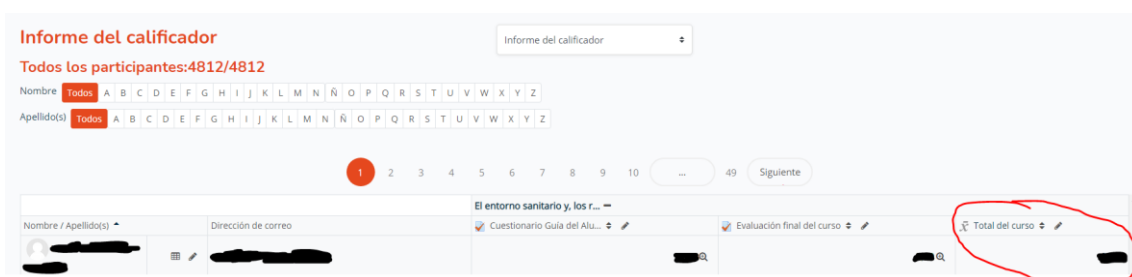 Informe del calificador
Informe del calificador
Todos los participantes:4812/4812
Nombre Todos A B C D E F G H I J K L M N Ñ O P Q R S T U V W X Y Z
Apellido(s) Todos A B C D E F G H I J K L M N Ñ O P Q R S T U V W X Y Z
1 2 3 4 5 6 7 8 9 10 ... 49 Siguiente
El entorno sanitario y, los r...
Nombre / Apellido(s) Dirección de correo Cuestionario Guía del Alu... Evaluación final del curso x̄ Total del curso